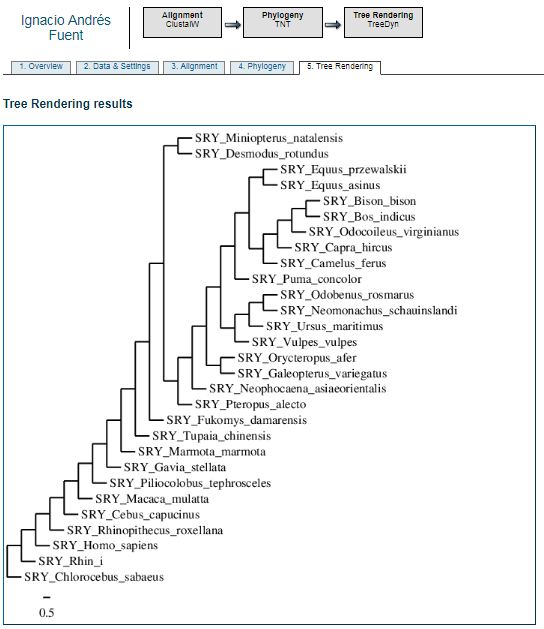 Ignacio Andrés
Fuent
Alignment
ClustalW
Phylogeny
TNT
Tree Rendering
TreeDyn
1. Overview
2. Data & Settings
3. Alignment
4. Phylogeny
5. Tree Rendering
Tree Rendering results
SRY_Miniopterus_natalensis
SRY_Desmodus_rotundus
SRY_Equus_przewalskii
SRY_Equus_asinus
SRY_Bison_bison
SRY_Bos_indicus
SRY_Odocoileus_virginianus
SRY_Capra_hircus
SRY_Camelus_ferus
SRY_Puma_concolor
SRY_Odobenus_rosmarus
SRY_Neomonachus_schauinslandi
SRY_Ursus_maritimus
SRY_Vulpes_vulpes
SRY_Orycteropus_afer
SRY_Galeopterus_variegatus
SRY_Neophocaena_asiaeorientalis
SRY_Pteropus_alecto
SRY_Fukomys_damarensis
SRY_Tupaia_chinensis
SRY_Marmota_marmota
SRY_Gavia_stellata
SRY_Piliocolobus_tephrosceles
SRY_Macaca_mulatta
SRY_Cebus_capucinus
SRY_Rhinopithecus_roxellana
SRY_Homo_sapiens
SRY_Rhin_i
SRY_Chlorocebus_sabaeus
0.5